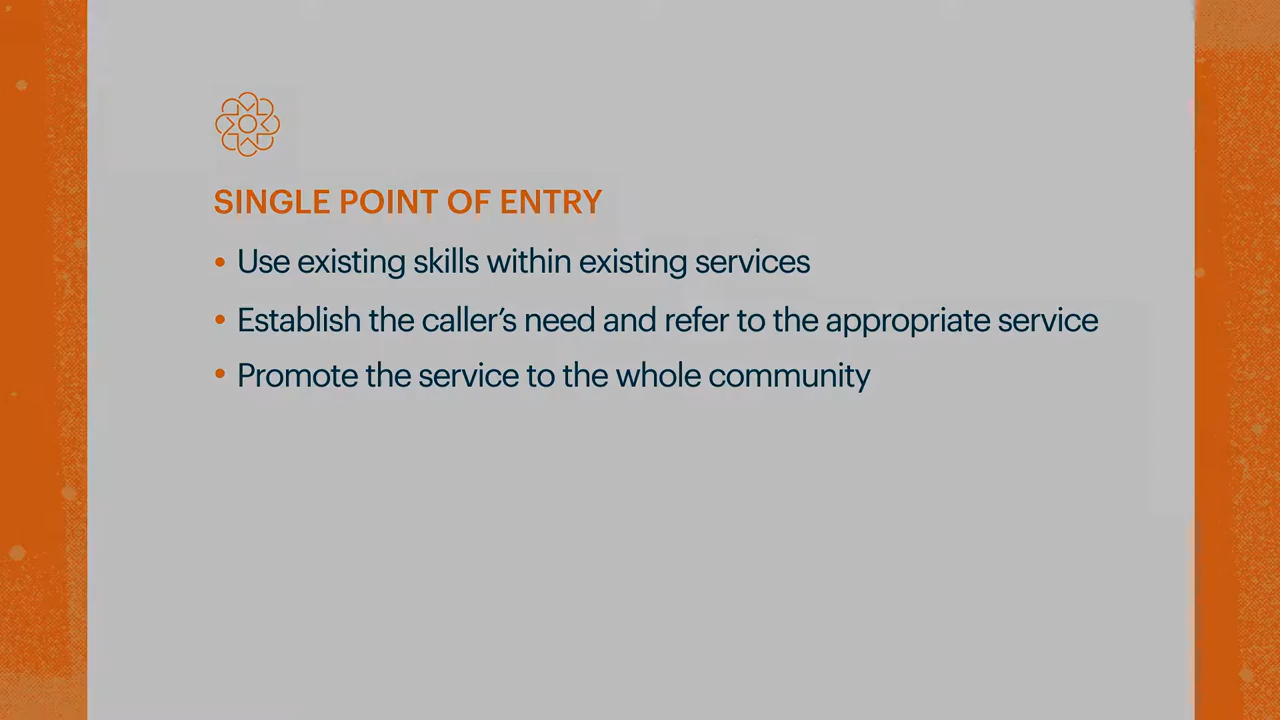 SINGLE POINT OF ENTRY
• Use existing skills within existing services
• Establish the caller’s need and refer to the appropriate service
• Promote the service to the whole community